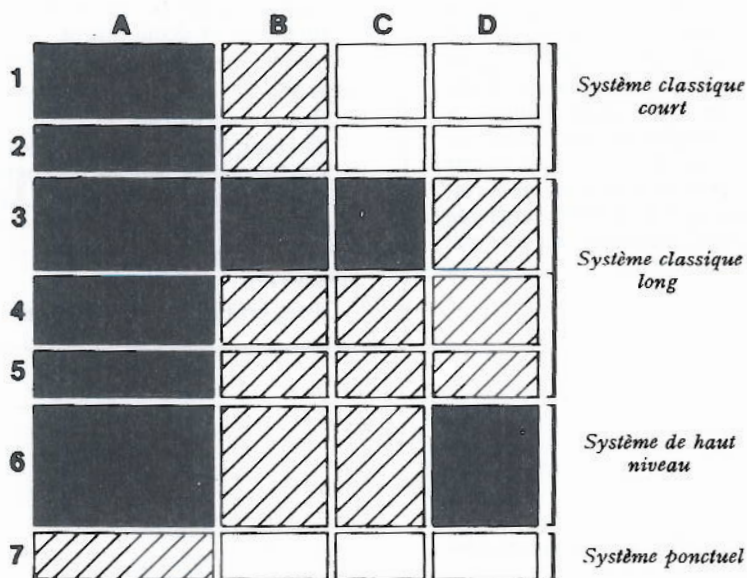 A B C D
1
Système classique
court
2
3
Système classique
long
4
5
6
Système de haut
niveau
7
Système ponctuel